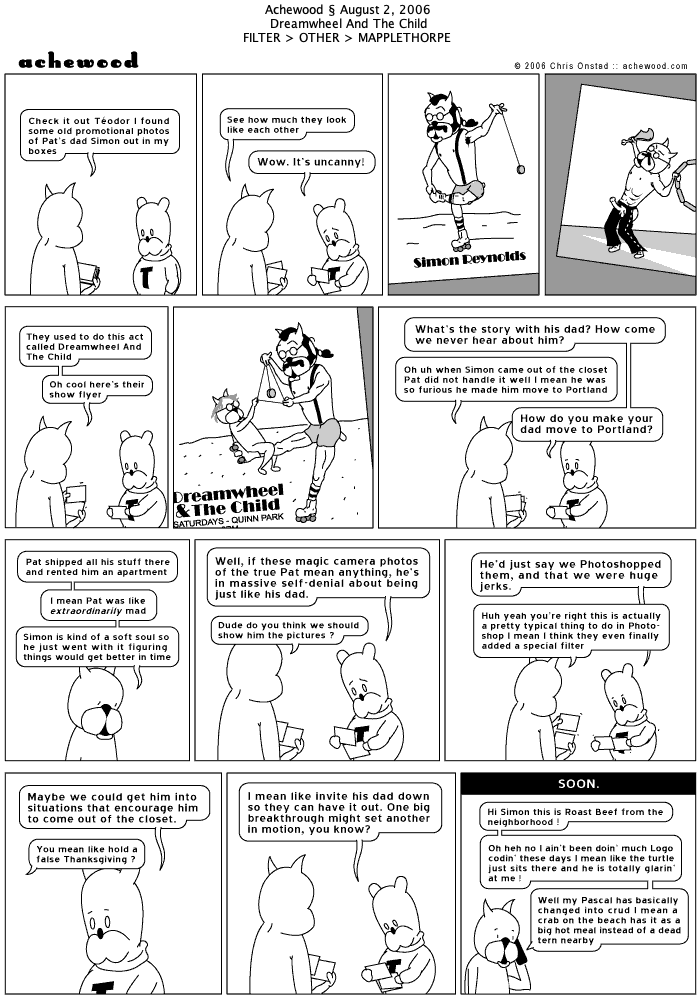 Achewood § August 2, 2006
Dreamwheel And The Child
FILTER > OTHER > MAPPLETHORPE
achewood
© 2006 Chris Onstad :: achewood.com
Check it out Téodor I found
some old promotional photos
of Pat's dad Simon out in my
boxes
See how much they look
like each other
Wow. It's uncanny!
Simon Reynolds
They used to do this act
called Dreamwheel And
The Child
Oh cool here's their
show flyer
T
Dreamwheel
&The Child
SATURDAYS - QUINN PARK
What's the story with his dad? How come
we never hear about him?
Oh uh when Simon came out of the closet
Pat did not handle it well I mean he was
so furious he made him move to Portland
How do you make your
dad move to Portland?
Pat shipped all his stuff there
and rented him an apartment
I mean Pat was like
extraordinarily mad
Simon is kind of a soft soul so
he just went with it figuring
things would get better in time
Well, if these magic camera photos
of the true Pat mean anything, he's
in massive self-denial about being
just like his dad.
Dude do you think we should
show him the pictures ?
He'd just say we Photoshopped
them, and that we were huge
jerks.
Huh yeah you're right this is actually
a pretty typical thing to do in Photo-
shop I mean I think they even finally
added a special filter
Maybe we could get him into
situations that encourage him
to come out of the closet.
You mean like hold a
false Thanksgiving ?
I mean like invite his dad down
so they can have it out. One big
breakthrough might set another
in motion, you know?
SOON.
Hi Simon this is Roast Beef from the
neighborhood !
Oh heh no I ain't been doin' much Logo
codin' these days I mean like the turtle
just sits there and he is totally glarin'
at me !
Well my Pascal has basically
changed into crud I mean a
crab on the beach has it as a
big hot meal instead of a dead
tern nearby